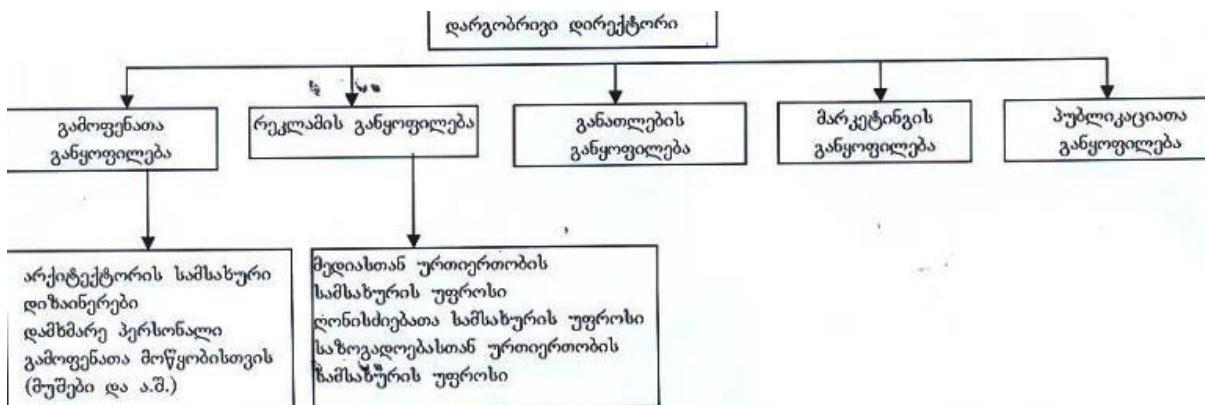 დარგობრივი დირექტორი
გამოფენათა
განყოფილება
რეკლამის განყოფილება
განათლების
განყოფილება
მარკეტინგის
განყოფილება
პუბლიკაციათა
განყოფილება
არქიტექტორის სამსახური
დიზაინერები
დამხმარე პერსონალი
გამოფენათა მოწყობისთვის
(მუშები და ა.შ.)
მედიასთან ურთიერთობის
სამსახურის უფროსი
ღონისძიებათა სამსახურის უფროსი
საზოგადოებასთან ურთიერთობის
სამსახურის უფროსი